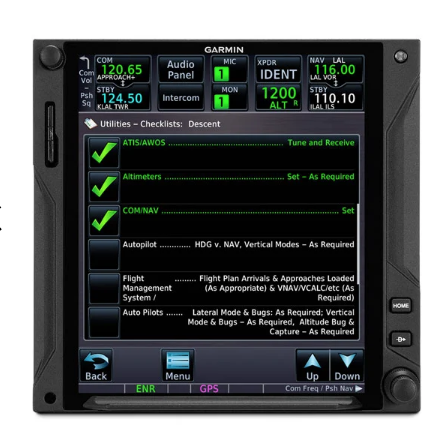 GARMIN
COM
120.65
APPROACH+
Audio
Panel
MIC
1
XPDR
IDENT
NAV LAL
116.00
LAL VOR
Com
Vol
–
Psh
Sq
STBY
124.50
KLAL TWR
Intercom
MON
1
1200
ALT R
STBY
110.10
ILAL ILS
Utilities – Checklists: Descent
ATIS/AWOS ............ Tune and Receive
Altimeters ............ Set – As Required
COM/NAV ............ Set
Autopilot ............ HDG v. NAV, Vertical Modes – As Required
Flight ........ Flight Plan Arrivals & Approaches Loaded
Management (As Appropriate) & VNAV/VCALC/etc (As
System / Required)
Auto Pilots ...... Lateral Mode & Bugs: As Required; Vertical
Mode & Bugs – As Required, Altitude Bug &
Capture – As Required
Back
Menu
Up
Down
HOME
ENR
GPS
Com Freq / Psh Nav